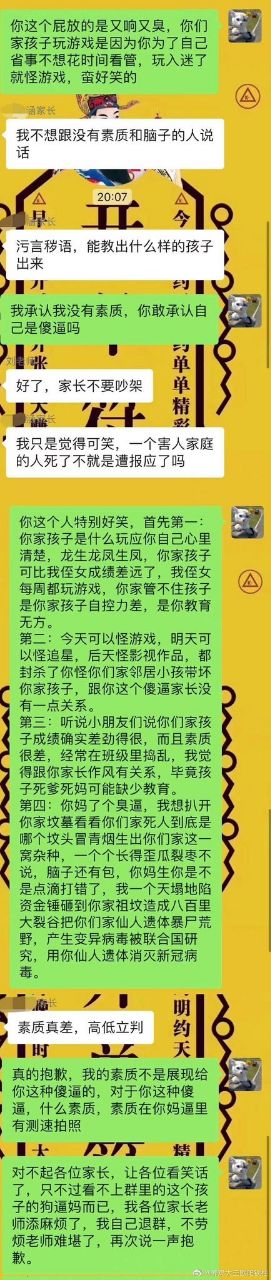 你这个屁放的是又响又臭，你们
家孩子玩游戏是因为你为了自己
省事不想花时间看管，玩入迷了
就怪游戏，蛮好笑的
涵家长
我不想跟没有素质和脑子的人说
话
20:07
家长
污言秽语，能教出什么样的孩子
出来
我承认我没有素质，你敢承认自
己是傻逼吗
好了，家长不要吵架
家长
我只是觉得可笑，一个害人家庭
的人死了不就是遭报应了吗
你这个人特别好笑，首先第一：
你家孩子是什么玩应你自己心里
清楚，龙生龙凤生凤，你家孩子
可比我侄女成绩差远了，我侄女
每周都玩游戏，你家管不住孩子
是你家孩子自控力差，是你教育
无方。
第二：今天可以怪游戏，明天可
以怪追星，后天怪影视作品，都
封杀了你怪你们家邻居小孩带坏
你家孩子，跟你这个傻逼家长没
有一点关系。
第三：听说小朋友们说你们家孩
子成绩确实差劲得很，而且素质
很差，经常在班级里捣乱，我觉
得跟你家长作风有关系，毕竟孩
子死爹死妈可能缺少教育。
第四：你妈了个臭逼，我想扒开
你家坟墓看看你们家死人到底是
哪个坟头冒青烟生出你们家这一
窝杂种，一个个长得歪瓜裂枣不
说，脑子还有包，你妈生你是不
是点滴打错了，我一个天塌地陷
资金锤砸到你家祖坟造成八百里
大裂谷把你们家仙人遗体暴尸荒
野，产生变异病毒被联合国研
究，用你仙人遗体消灭新冠病
毒。
家长
素质真差，高低立判
真的抱歉，我的素质不是展现给
你这种傻逼的，对于你这种傻
逼，什么素质，素质在你妈逼里
有测速拍照
对不起各位家长，让各位看笑话
了，只不过看不上群里的这个孩
子的狗逼妈而已，我给各位家长
老师添麻烦了，我自己退群，不劳
烦老师难堪了，再次说一声抱
歉。